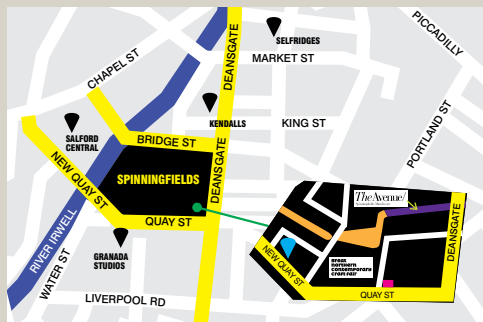 PICCADILLY
SELFRIDGES
DEANSGATE
MARKET ST
CHAPEL ST
KENDALLS
KING ST
PORTLAND ST
SALFORD
CENTRAL
BRIDGE ST
SPINNINGFIELDS
DEANSGATE
NEW QUAY ST
QUAY ST
RIVER IRWELL
WATER ST
GRANADA
STUDIOS
LIVERPOOL RD
The Avenue/
DEANSGATE
NEW QUAY ST
great
northern
contemporary
craft fair
QUAY ST